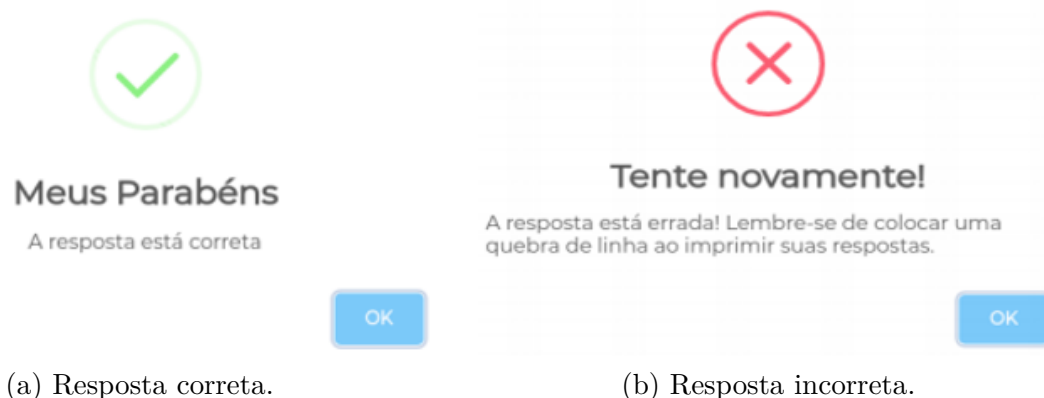 Meus Parabéns
A resposta está correta
OK
(a) Resposta correta.
Tente novamente!
A resposta está errada! Lembre-se de colocar uma
quebra de linha ao imprimir suas respostas.
OK
(b) Resposta incorreta.